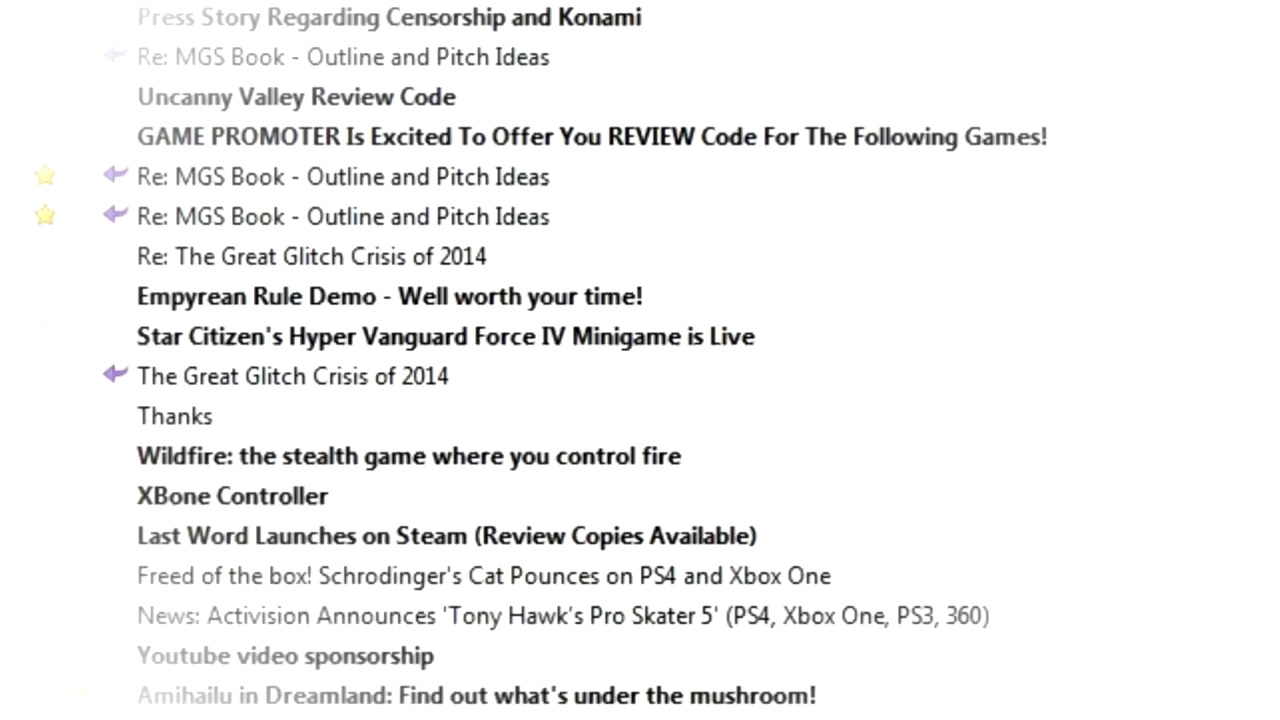 Press Story Regarding Censorship and Konami
Re: MGS Book - Outline and Pitch Ideas
Uncanny Valley Review Code
GAME PROMOTER Is Excited To Offer You REVIEW Code For The Following Games!
Re: MGS Book - Outline and Pitch Ideas
Re: MGS Book - Outline and Pitch Ideas
Re: The Great Glitch Crisis of 2014
Empyrean Rule Demo - Well worth your time!
Star Citizen's Hyper Vanguard Force IV Minigame is Live
The Great Glitch Crisis of 2014
Thanks
Wildfire: the stealth game where you control fire
XBone Controller
Last Word Launches on Steam (Review Copies Available)
Freed of the box! Schrodinger's Cat Pounces on PS4 and Xbox One
News: Activision Announces 'Tony Hawk's Pro Skater 5' (PS4, Xbox One, PS3, 360)
Youtube video sponsorship
Amihailu in Dreamland: Find out what's under the mushroom!